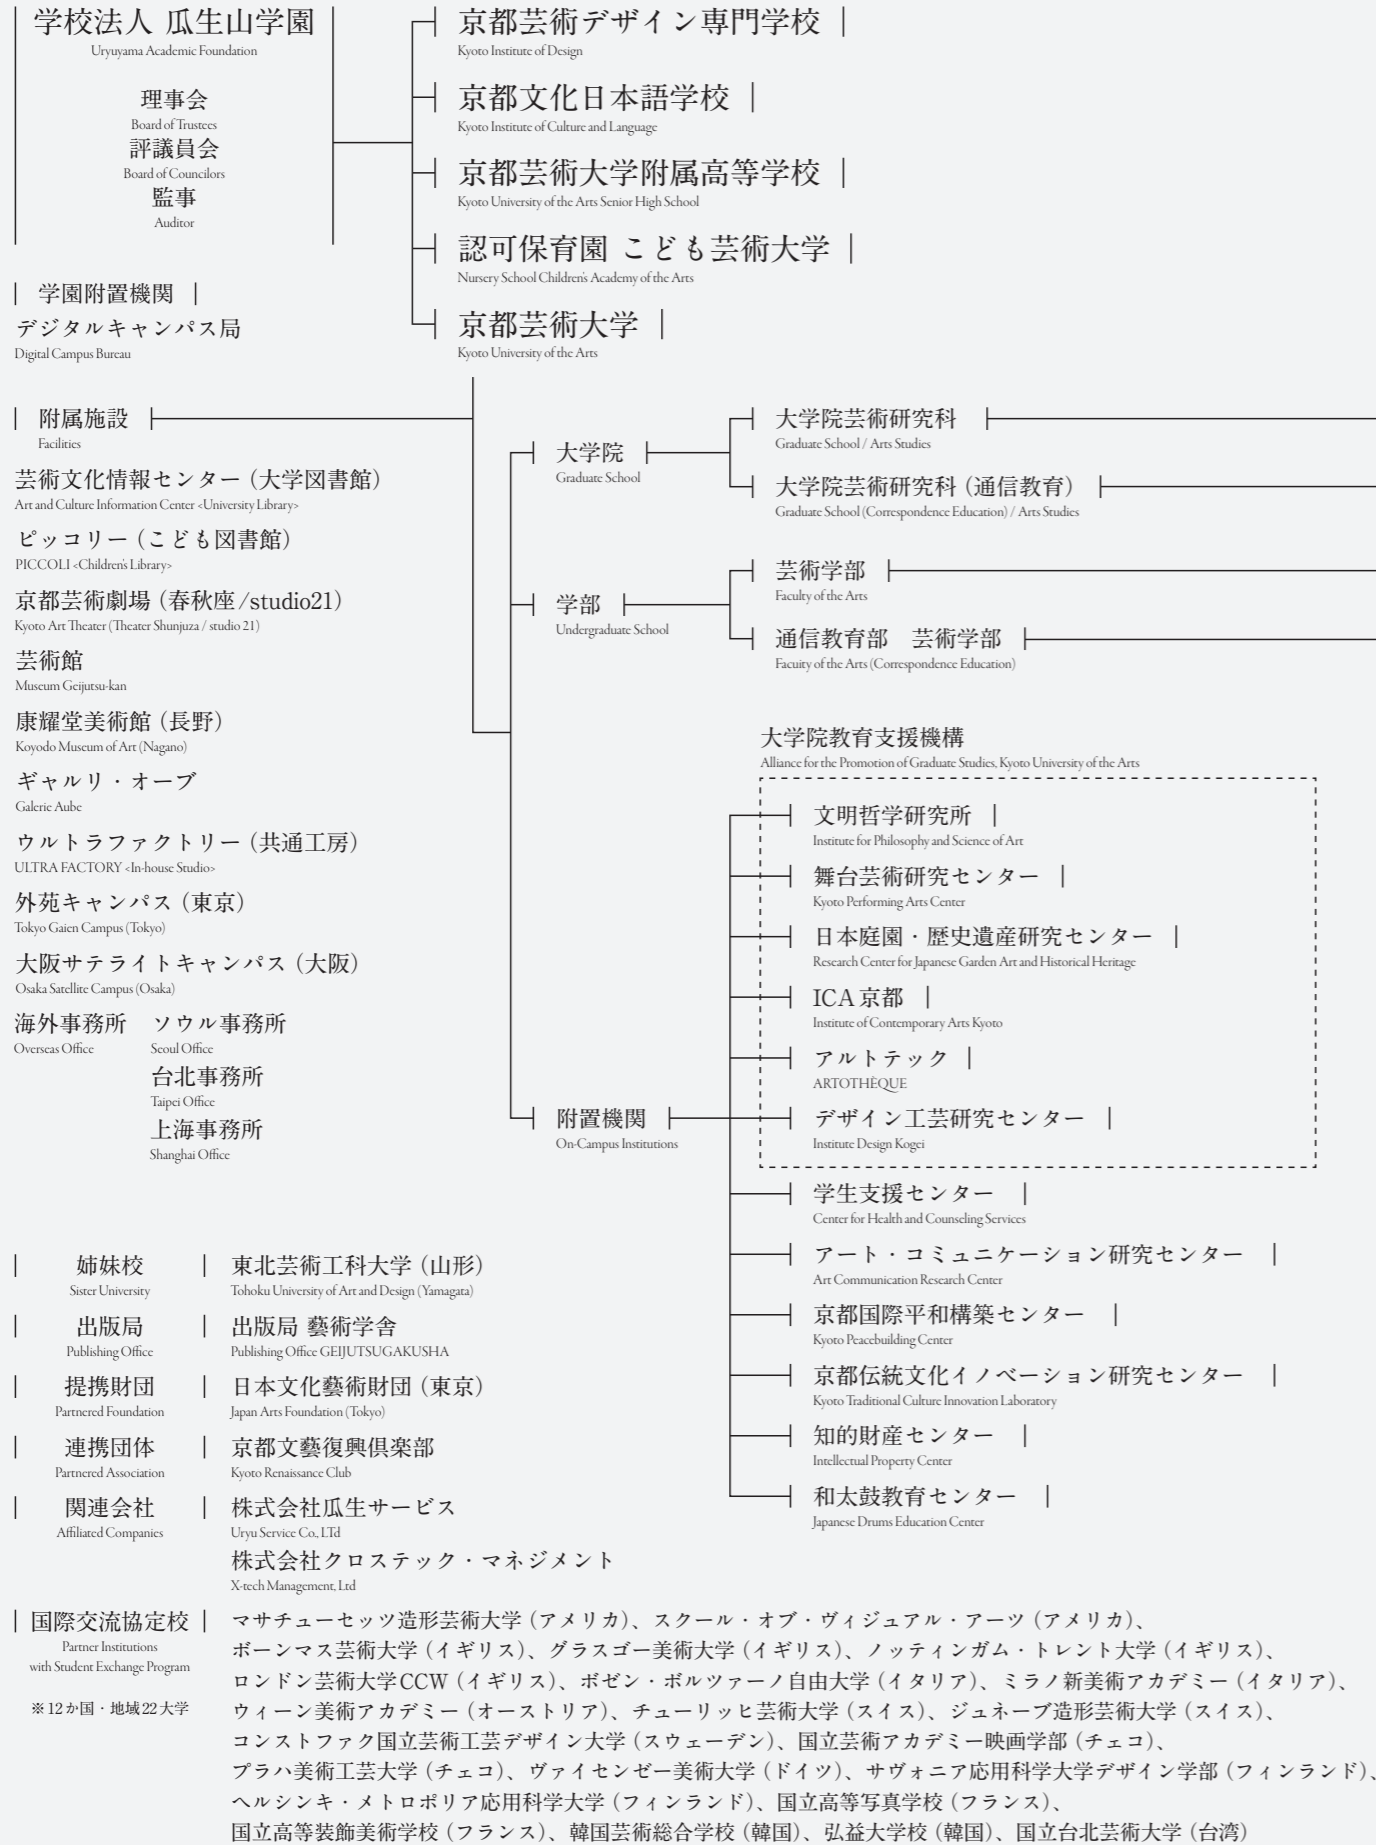 学校法人 瓜生山学園
Uryuyama Academic Foundation
理事会
Board of Trustees
評議員会
Board of Councilors
監事
Auditor
京都芸術デザイン専門学校
Kyoto Institute of Design
京都文化日本語学校
Kyoto Institute of Culture and Language
京都芸術大学附属高等学校
Kyoto University of the Arts Senior High School
認可保育園 こども芸術大学
Nursery School Children's Academy of the Arts
京都芸術大学
Kyoto University of the Arts
学園附置機関
デジタルキャンパス局
Digital Campus Bureau
附属施設
Facilities
芸術文化情報センター（大学図書館）
Art and Culture Information Center <University Library>
ピッコリー（こども図書館）
PICCOLI <Children's Library>
京都芸術劇場（春秋座/studio21）
Kyoto Art Theater (Theater Shunjuza / studio 21)
芸術館
Museum Geijutsu-kan
康耀堂美術館（長野）
Koyodo Museum of Art (Nagano)
ギャルリ・オーブ
Galerie Aube
ウルトラファクトリー（共通工房）
ULTRA FACTORY <In-house Studio>
外苑キャンパス（東京）
Tokyo Gaien Campus (Tokyo)
大阪サテライトキャンパス（大阪）
Osaka Satellite Campus (Osaka)
海外事務所 ソウル事務所
Overseas Office Seoul Office
台北事務所
Taipei Office
上海事務所
Shanghai Office
大学院
Graduate School
大学院芸術研究科
Graduate School / Arts Studies
大学院芸術研究科（通信教育）
Graduate School (Correspondence Education) / Arts Studies
学部
Undergraduate School
芸術学部
Faculty of the Arts
通信教育部 芸術学部
Facuity of the Arts (Correspondence Education)
大学院教育支援機構
Alliance for the Promotion of Graduate Studies, Kyoto University of the Arts
附置機関
On-Campus Institutions
文明哲学研究所
Institute for Philosophy and Science of Art
舞台芸術研究センター
Kyoto Performing Arts Center
日本庭園・歴史遺産研究センター
Research Center for Japanese Garden Art and Historical Heritage
ICA京都
Institute of Contemporary Arts Kyoto
アルトテック
ARTOTHÈQUE
デザイン工芸研究センター
Institute Design Kogei
学生支援センター
Center for Health and Counseling Services
アート・コミュニケーション研究センター
Art Communication Research Center
京都国際平和構築センター
Kyoto Peacebuilding Center
京都伝統文化イノベーション研究センター
Kyoto Traditional Culture Innovation Laboratory
知的財産センター
Intellectual Property Center
和太鼓教育センター
Japanese Drums Education Center
姉妹校 東北芸術工科大学（山形）
Sister University Tohoku University of Art and Design (Yamagata)
出版局 出版局 藝術学舎
Publishing Office Publishing Office GEIJUTSUGAKUSHA
提携財団 日本文化藝術財団（東京）
Partnered Foundation Japan Arts Foundation (Tokyo)
連携団体 京都文藝復興倶楽部
Partnered Association Kyoto Renaissance Club
関連会社 株式会社瓜生サービス
Affiliated Companies Uryu Service Co., LTd
株式会社クロステック・マネジメント
X-tech Management, Ltd
国際交流協定校
Partner Institutions
with Student Exchange Program
※12か国・地域22大学
マサチューセッツ造形芸術大学（アメリカ）、スクール・オブ・ヴィジュアル・アーツ（アメリカ）、
ボーンマス芸術大学（イギリス）、グラスゴー美術大学（イギリス）、ノッティンガム・トレント大学（イギリス）、
ロンドン芸術大学CCW（イギリス）、ボゼン・ボルツァーノ自由大学（イタリア）、ミラノ新美術アカデミー（イタリア）、
ウィーン美術アカデミー（オーストリア）、チューリッヒ芸術大学（スイス）、ジュネーブ造形芸術大学（スイス）、
コンストファク国立芸術工芸デザイン大学（スウェーデン）、国立芸術アカデミー映画学部（チェコ）、
プラハ美術工芸大学（チェコ）、ヴァイセンゼー美術大学（ドイツ）、サヴォニア応用科学大学デザイン学部（フィンランド）、
ヘルシンキ・メトロポリア応用科学大学（フィンランド）、国立高等写真学校（フランス）、
国立高等装飾美術学校（フランス）、韓国芸術総合学校（韓国）、弘益大学校（韓国）、国立台北芸術大学（台湾）